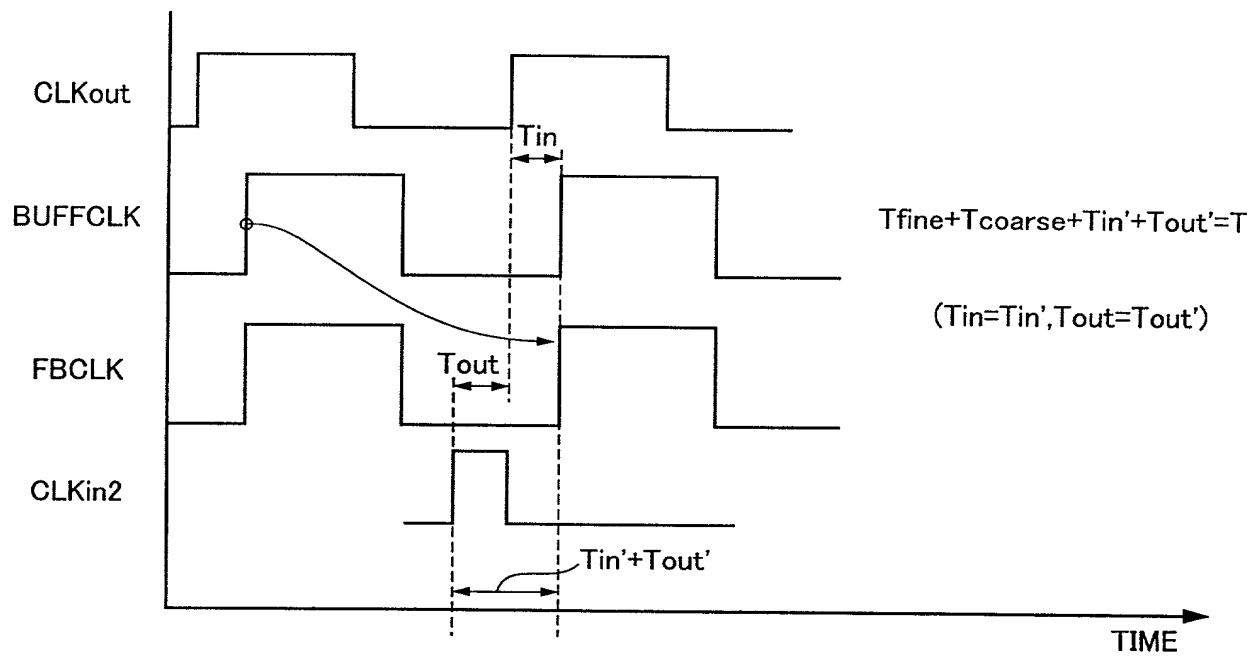 CLKout
Tin
BUFFCLK
Tfine+Tcoarse+Tin'+Tout'=T
(Tin=Tin',Tout=Tout')
Tout
FBCLK
CLKin2
Tin'+Tout'
TIME